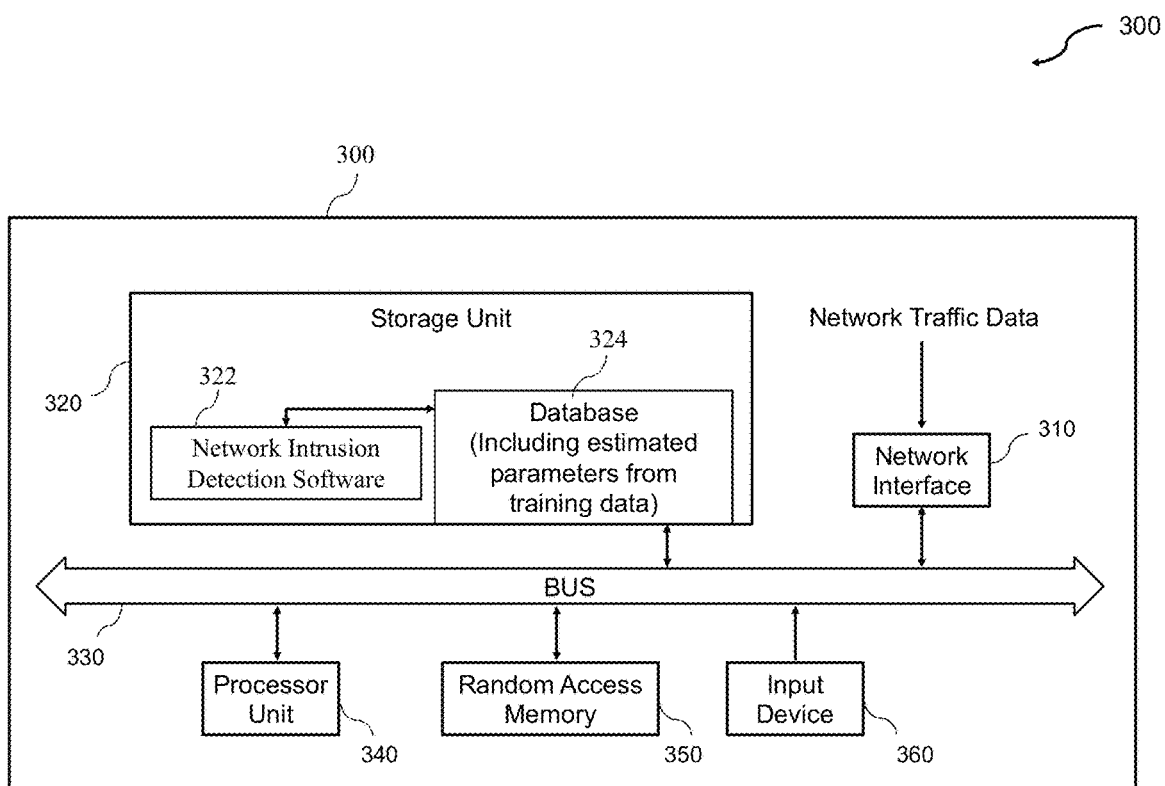 300
300
Storage Unit
Network Traffic Data
324
322
320
Database
(Including estimated
parameters from
training data)
Network Intrusion
Detection Software
310
Network
Interface
BUS
330
Processor
Unit
Random Access
Memory
Input
Device
340
350
360